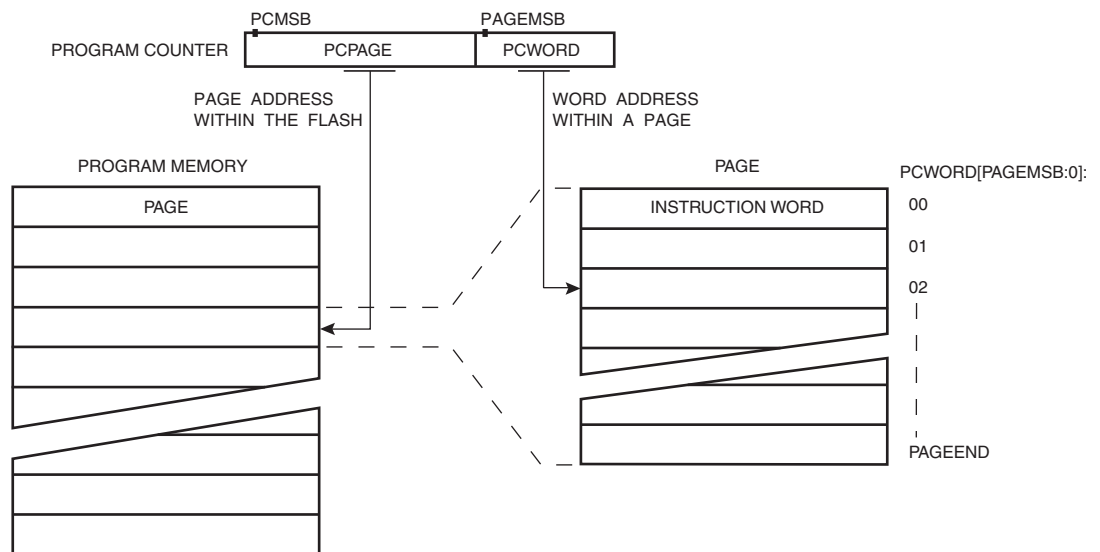 PCMSB
PAGEMSB
PROGRAM COUNTER
PCPAGE
PCWORD
PAGE ADDRESS
WITHIN THE FLASH
WORD ADDRESS
WITHIN A PAGE
PROGRAM MEMORY
PAGE
PAGE
PCWORD[PAGEMSB:0]:
INSTRUCTION WORD
00
01
02
PAGEEND